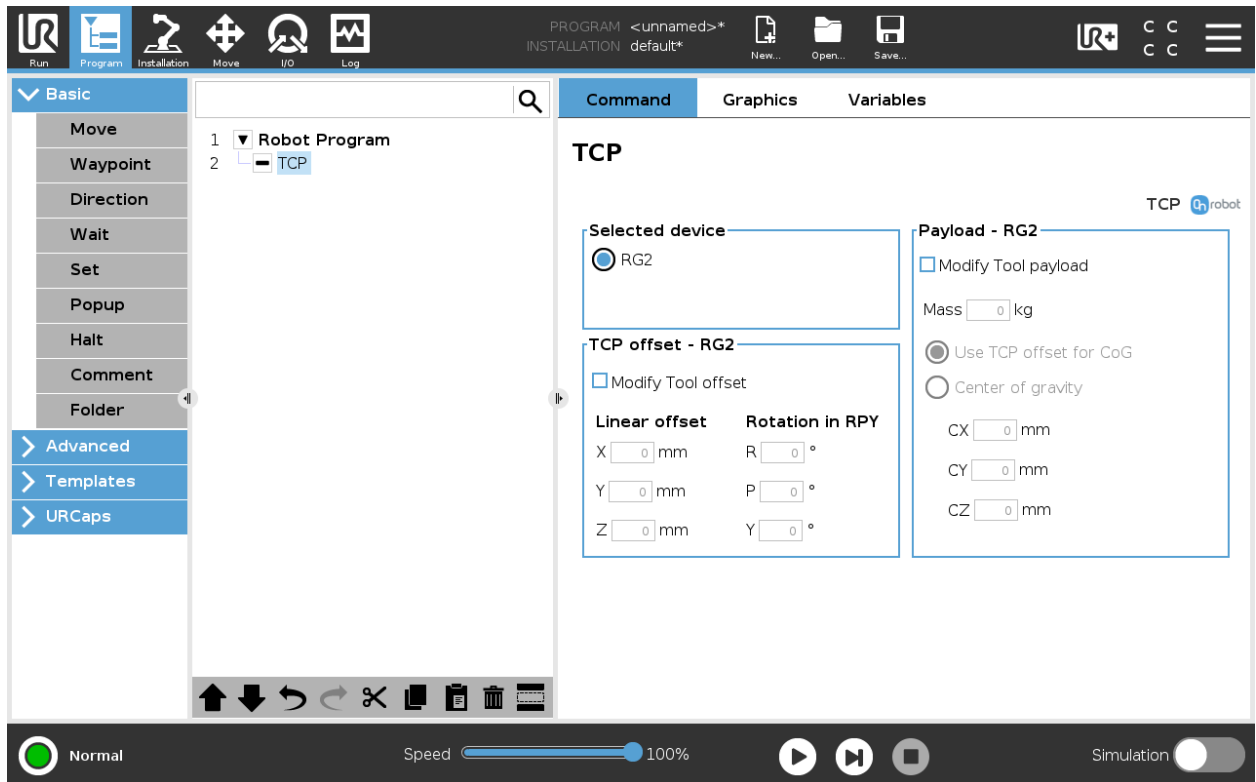 PROGRAM <unnamed>*
INSTALLATION default*
UR
Run
Program
Installation
Move
I/O
Log
New...
Open...
Save...
UR+
C C
C C
Basic
Move
Waypoint
Direction
Wait
Set
Popup
Halt
Comment
Folder
Advanced
Templates
URCaps
1 Robot Program
2 TCP
Command Graphics Variables
TCP
TCP On robot
Selected device
RG2
TCP offset - RG2
Modify Tool offset
Linear offset Rotation in RPY
X 0 mm R 0 °
Y 0 mm P 0 °
Z 0 mm Y 0 °
Payload - RG2
Modify Tool payload
Mass 0 kg
Use TCP offset for CoG
Center of gravity
CX 0 mm
CY 0 mm
CZ 0 mm
Normal
Speed 100%
Simulation